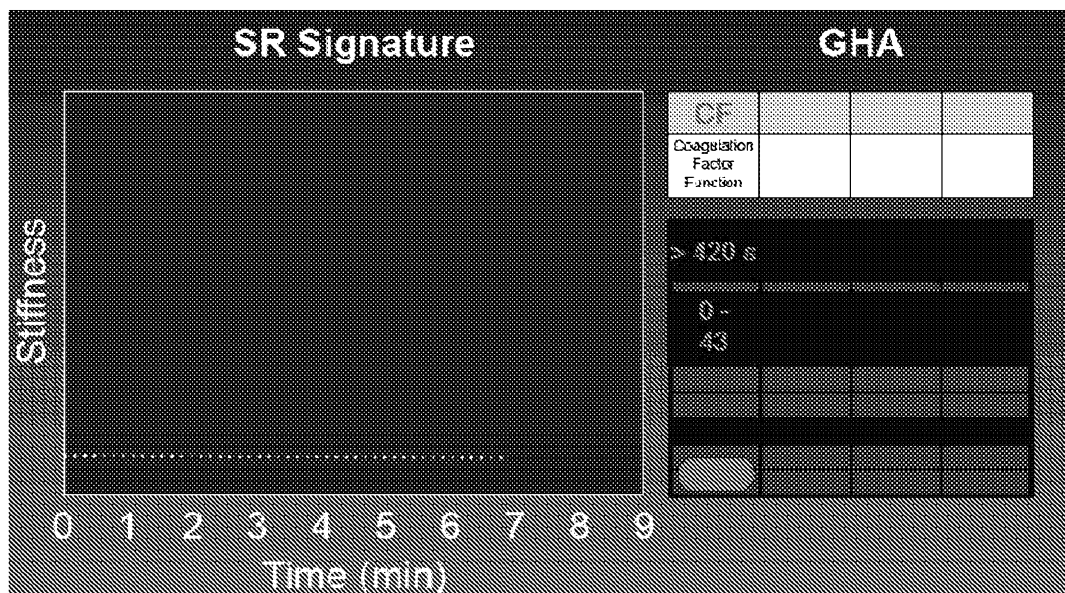 SR Signature
GHA
CF
Coagulation
Factor
Function
> 420 s
0 -
43
Stiffness
0 1 2 3 4 5 6 7 8 9
Time (min)